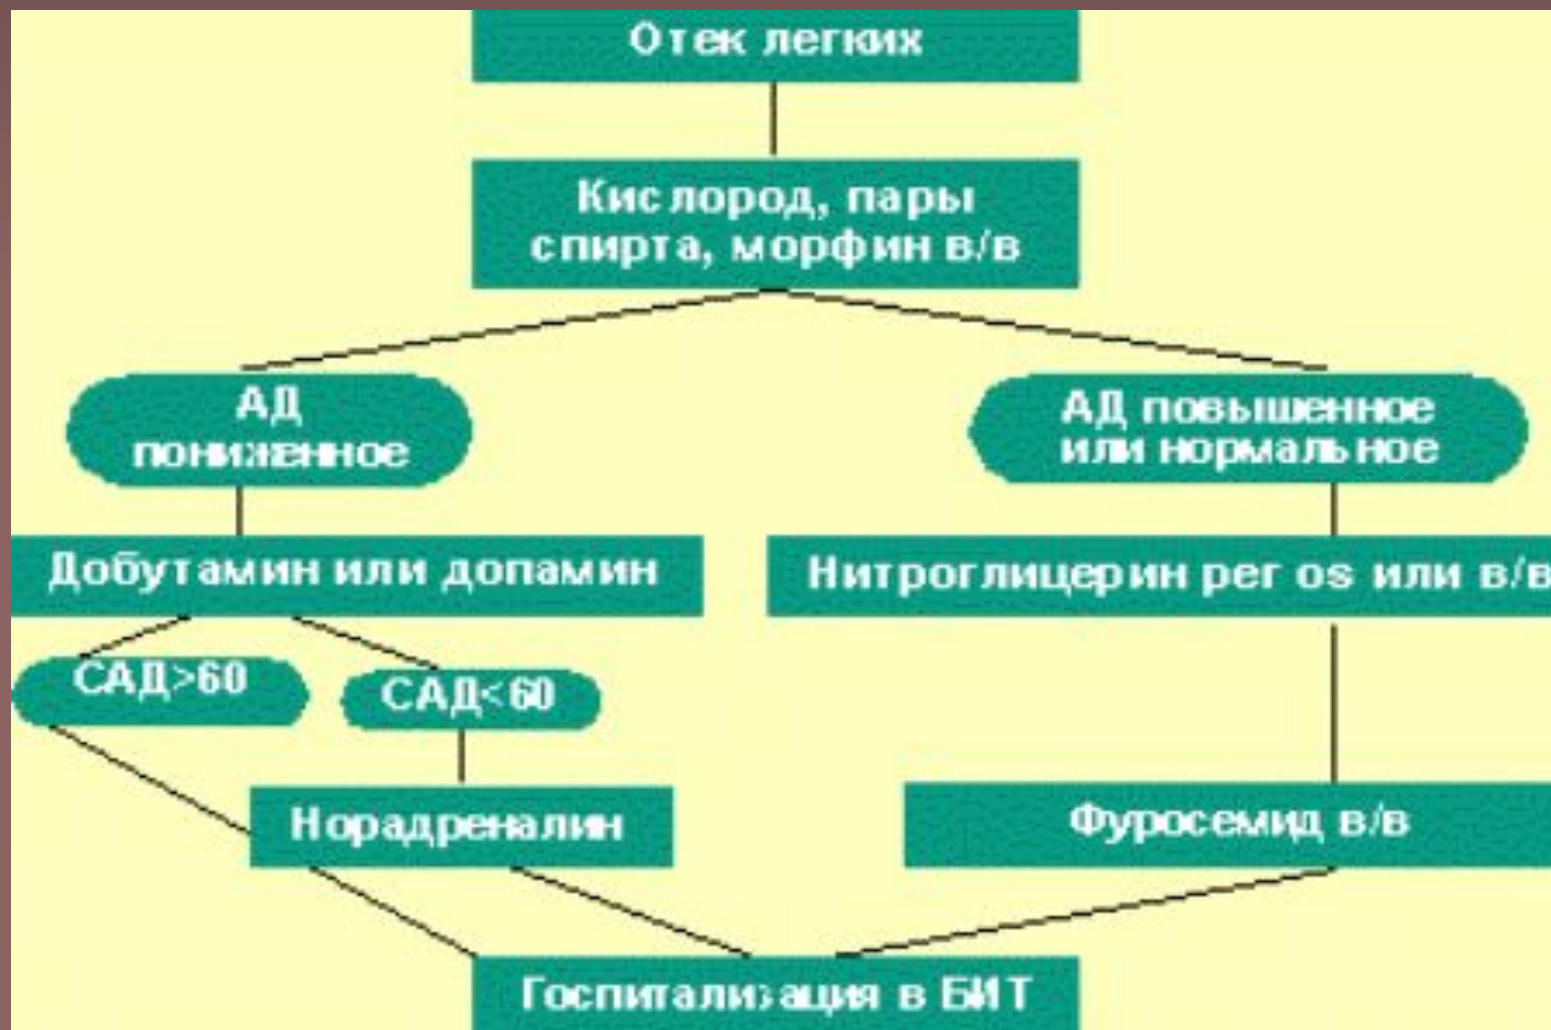 Отек легких
Кислород, пары
спирта, морфин в/в
АД
пониженное
АД повышенное
или нормальное
Добутамин или допамин
Нитроглицерин per os или в/в
САД>60
САД<60
Норадреналин
Фуросемид в/в
Госпитализация в БИТ